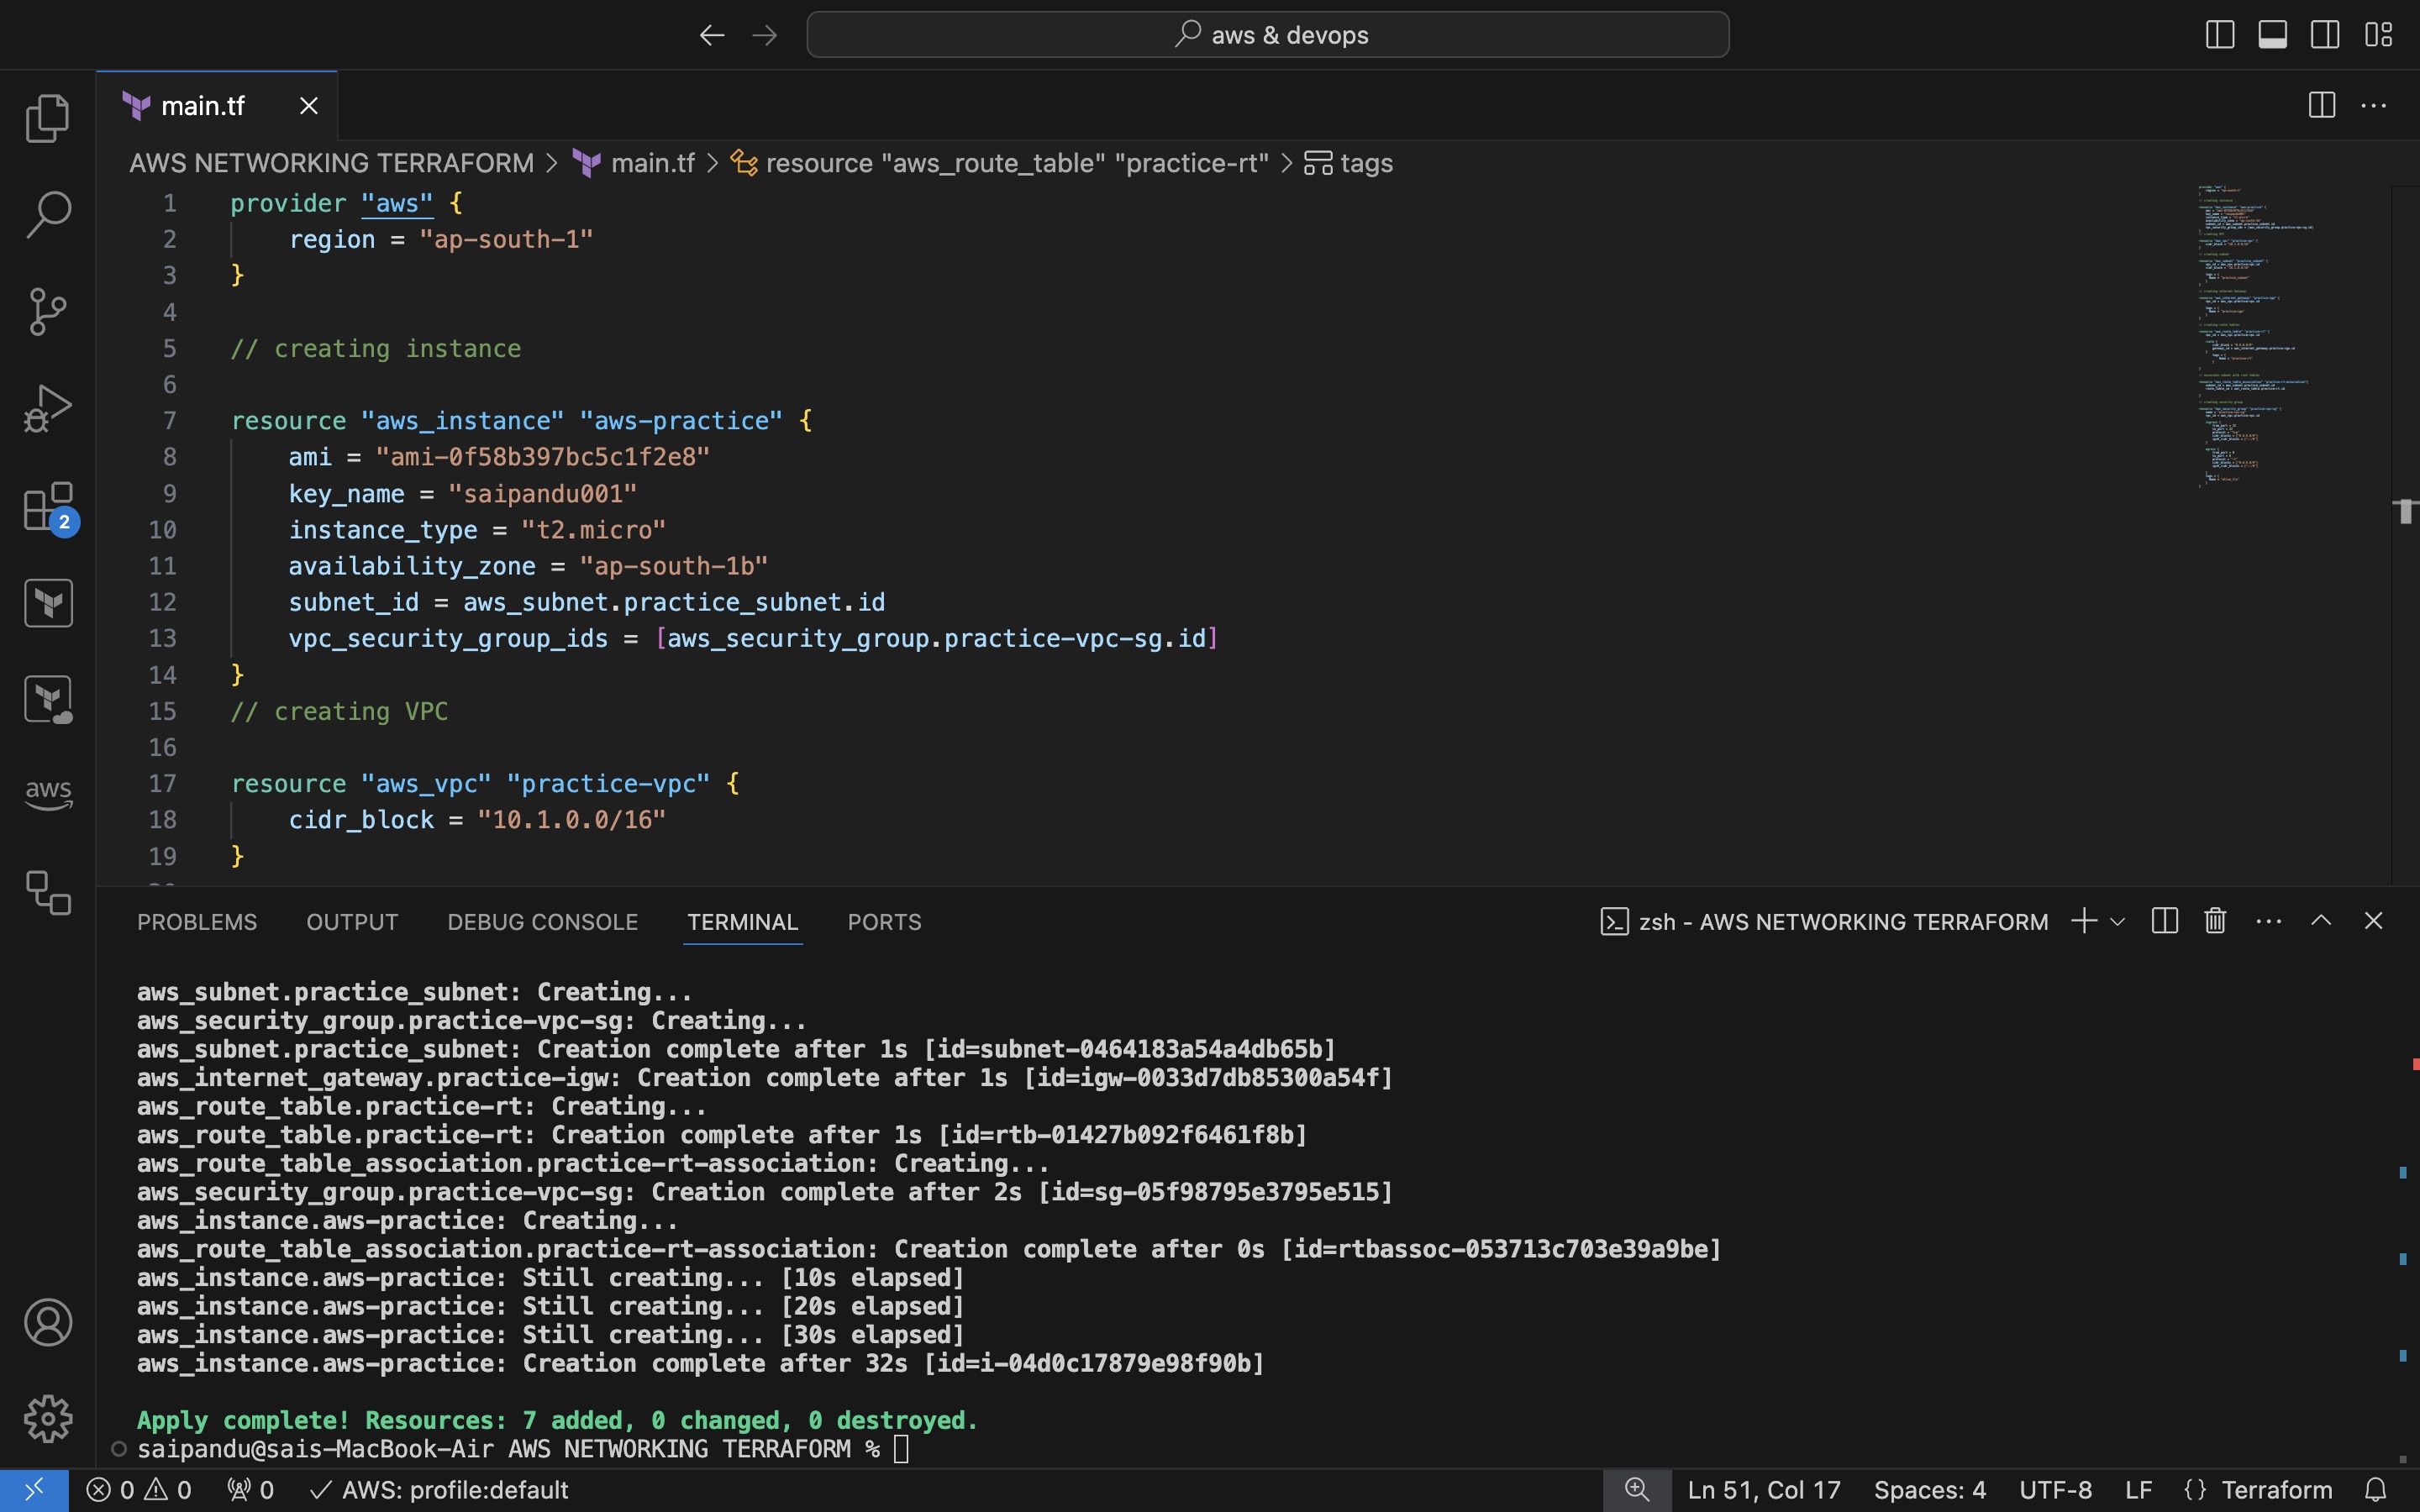 aws & devops
main.tf
AWS NETWORKING TERRAFORM > main.tf > resource "aws_route_table" "practice-rt" > tags
1 provider "aws" {
2 region = "ap-south-1"
3 }
4
5 // creating instance
6
7 resource "aws_instance" "aws-practice" {
8 ami = "ami-0f58b397bc5c1f2e8"
9 key_name = "saipandu001"
10 instance_type = "t2.micro"
11 availability_zone = "ap-south-1b"
12 subnet_id = aws_subnet.practice_subnet.id
13 vpc_security_group_ids = [aws_security_group.practice-vpc-sg.id]
14 }
15 // creating VPC
16
17 resource "aws_vpc" "practice-vpc" {
18 cidr_block = "10.1.0.0/16"
19 }
2
aws
PROBLEMS OUTPUT DEBUG CONSOLE TERMINAL PORTS zsh - AWS NETWORKING TERRAFORM
aws_subnet.practice_subnet: Creating...
aws_security_group.practice-vpc-sg: Creating...
aws_subnet.practice_subnet: Creation complete after 1s [id=subnet-0464183a54a4db65b]
aws_internet_gateway.practice-igw: Creation complete after 1s [id=igw-0033d7db85300a54f]
aws_route_table.practice-rt: Creating...
aws_route_table.practice-rt: Creation complete after 1s [id=rtb-01427b092f6461f8b]
aws_route_table_association.practice-rt-association: Creating...
aws_security_group.practice-vpc-sg: Creation complete after 2s [id=sg-05f98795e3795e515]
aws_instance.aws-practice: Creating...
aws_route_table_association.practice-rt-association: Creation complete after 0s [id=rtbassoc-053713c703e39a9be]
aws_instance.aws-practice: Still creating... [10s elapsed]
aws_instance.aws-practice: Still creating... [20s elapsed]
aws_instance.aws-practice: Still creating... [30s elapsed]
aws_instance.aws-practice: Creation complete after 32s [id=i-04d0c17879e98f90b]
Apply complete! Resources: 7 added, 0 changed, 0 destroyed.
saipandu@sais-MacBook-Air AWS NETWORKING TERRAFORM %
0 0 0 AWS: profile:default Ln 51, Col 17 Spaces: 4 UTF-8 LF {} Terraform